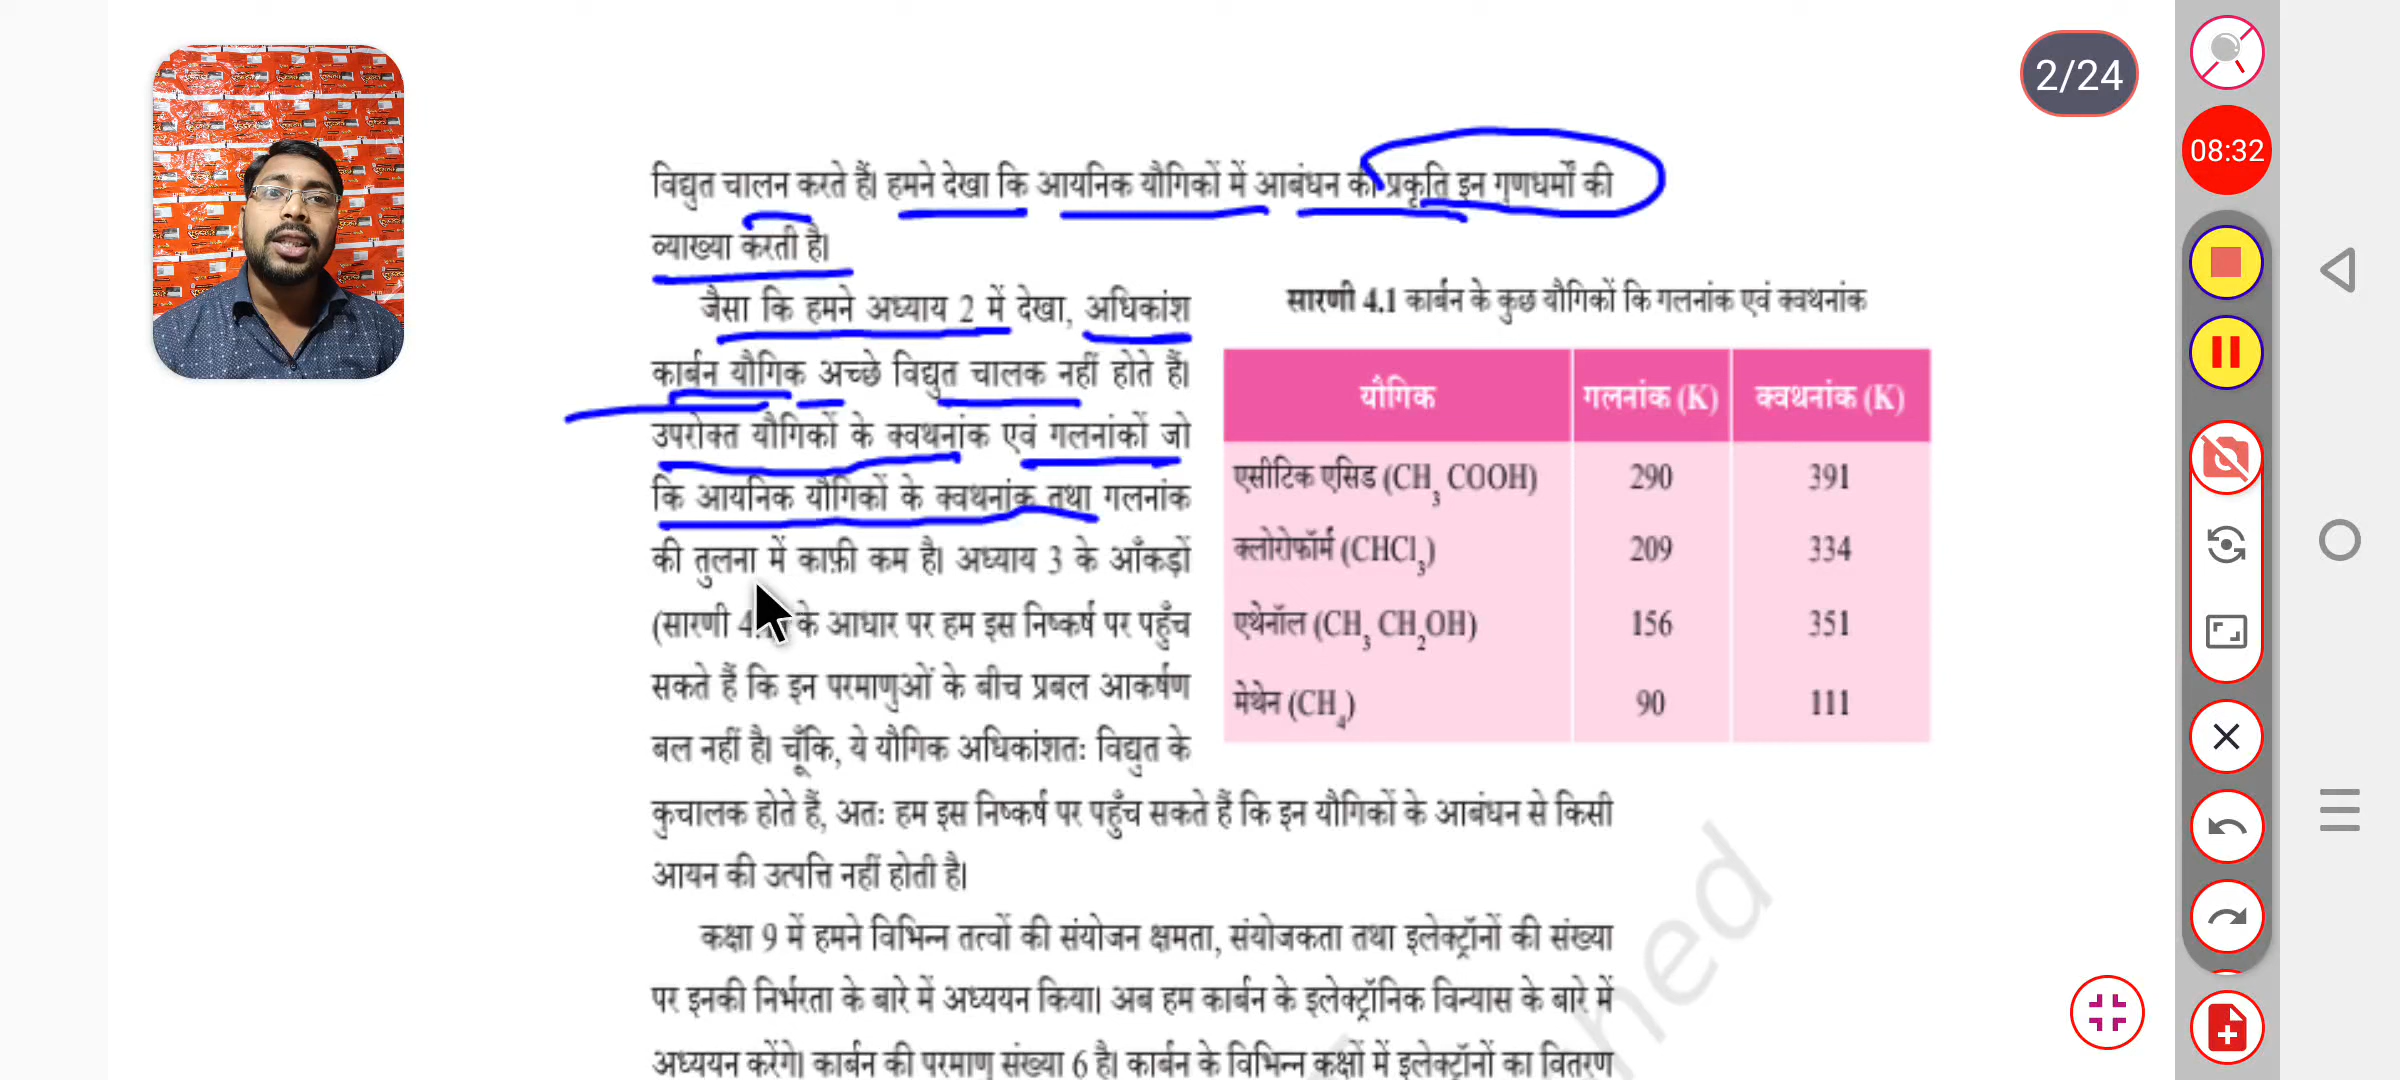 2/24
08:32
विद्युत चालन करते हैं। हमने देखा कि आयनिक यौगिकों में आबंधन की प्रकृति इन गुणधर्मों की
व्याख्या करती है।
जैसा कि हमने अध्याय 2 में देखा, अधिकांश
कार्बन यौगिक अच्छे विद्युत चालक नहीं होते हैं।
उपरोक्त यौगिकों के क्वथनांक एवं गलनांकों जो
कि आयनिक यौगिकों के क्वथनांक तथा गलनांक
की तुलना में काफ़ी कम है। अध्याय 3 के आँकड़ों
(सारणी के आधार पर हम इस निष्कर्ष पर पहुँच
सकते हैं कि इन परमाणुओं के बीच प्रबल आकर्षण
बल नहीं है। चूँकि, ये यौगिक अधिकांशतः विद्युत के
कुचालक होते हैं, अतः हम इस निष्कर्ष पर पहुँच सकते हैं कि इन यौगिकों के आबंधन से किसी
आयन की उत्पत्ति नहीं होती है।
सारणी 4.1 कार्बन के कुछ यौगिकों कि गलनांक एवं क्वथनांक
यौगिक गलनांक (K) क्वथनांक (K)
एसीटिक एसिड (CH₃ COOH) 290 391
क्लोरोफॉर्म (CHCl₃) 209 334
एथेनॉल (CH₃ CH₂OH) 156 351
मेथेन (CH₄) 90 111
कक्षा 9 में हमने विभिन्न तत्वों की संयोजन क्षमता, संयोजकता तथा इलेक्ट्रॉनों की संख्या
पर इनकी निर्भरता के बारे में अध्ययन किया। अब हम कार्बन के इलेक्ट्रॉनिक विन्यास के बारे में
अध्ययन करेंगे। कार्बन की परमाणु संख्या 6 है। कार्बन के विभिन्न कक्षों में इलेक्ट्रॉनों का वितरण